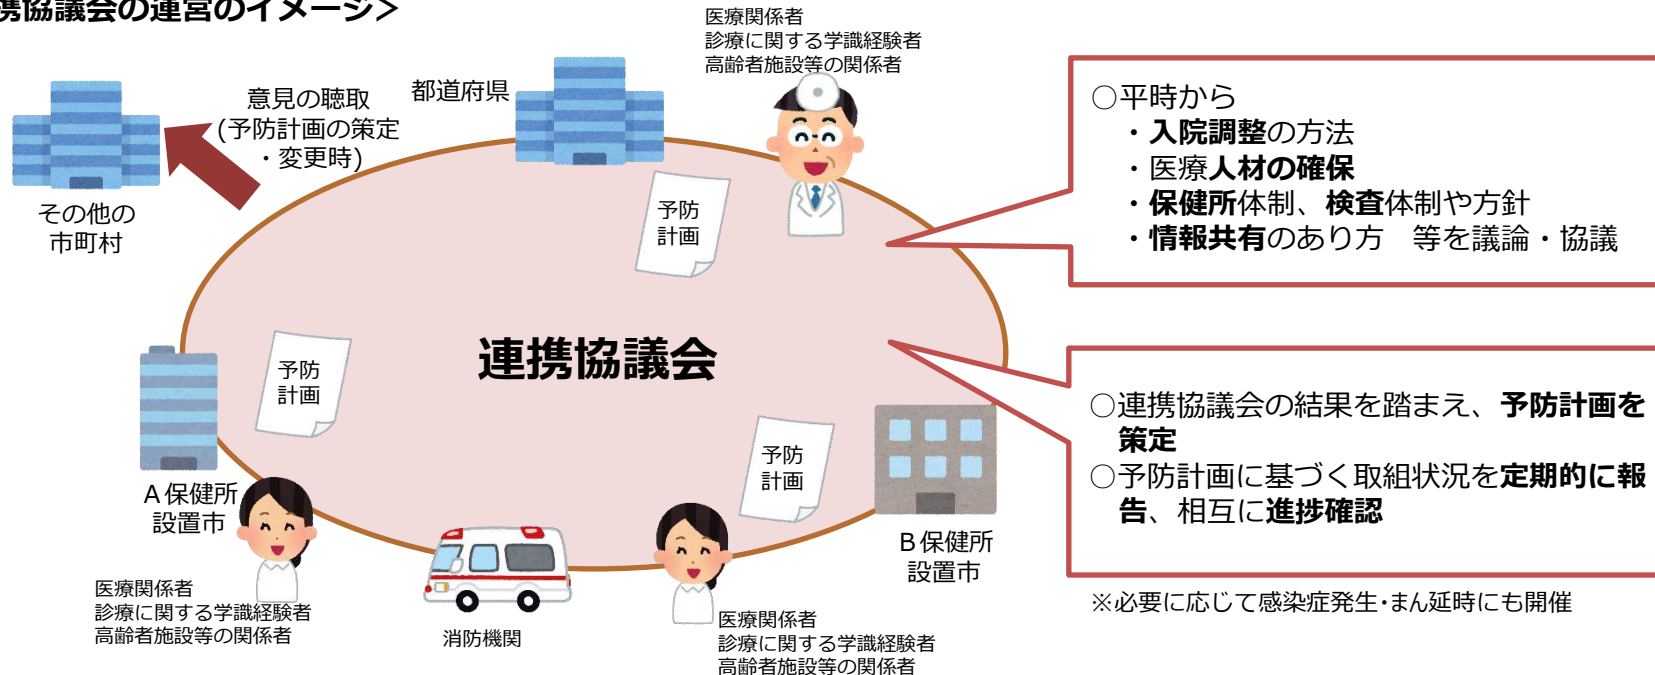 携協議会の運営のイメージ＞
医療関係者
診療に関する学識経験者
高齢者施設等の関係者
都道府県
意見の聴取
(予防計画の策定
・変更時)
その他の
市町村
予防
計画
○平時から
・入院調整の方法
・医療人材の確保
・保健所体制、検査体制や方針
・情報共有のあり方　等を議論・協議
連携協議会
予防
計画
予防
計画
○連携協議会の結果を踏まえ、予防計画を
策定
○予防計画に基づく取組状況を定期的に報
告、相互に進捗確認
※必要に応じて感染症発生・まん延時にも開催
Ａ保健所
設置市
医療関係者
診療に関する学識経験者
高齢者施設等の関係者
消防機関
Ｂ保健所
設置市
医療関係者
診療に関する学識経験者
高齢者施設等の関係者